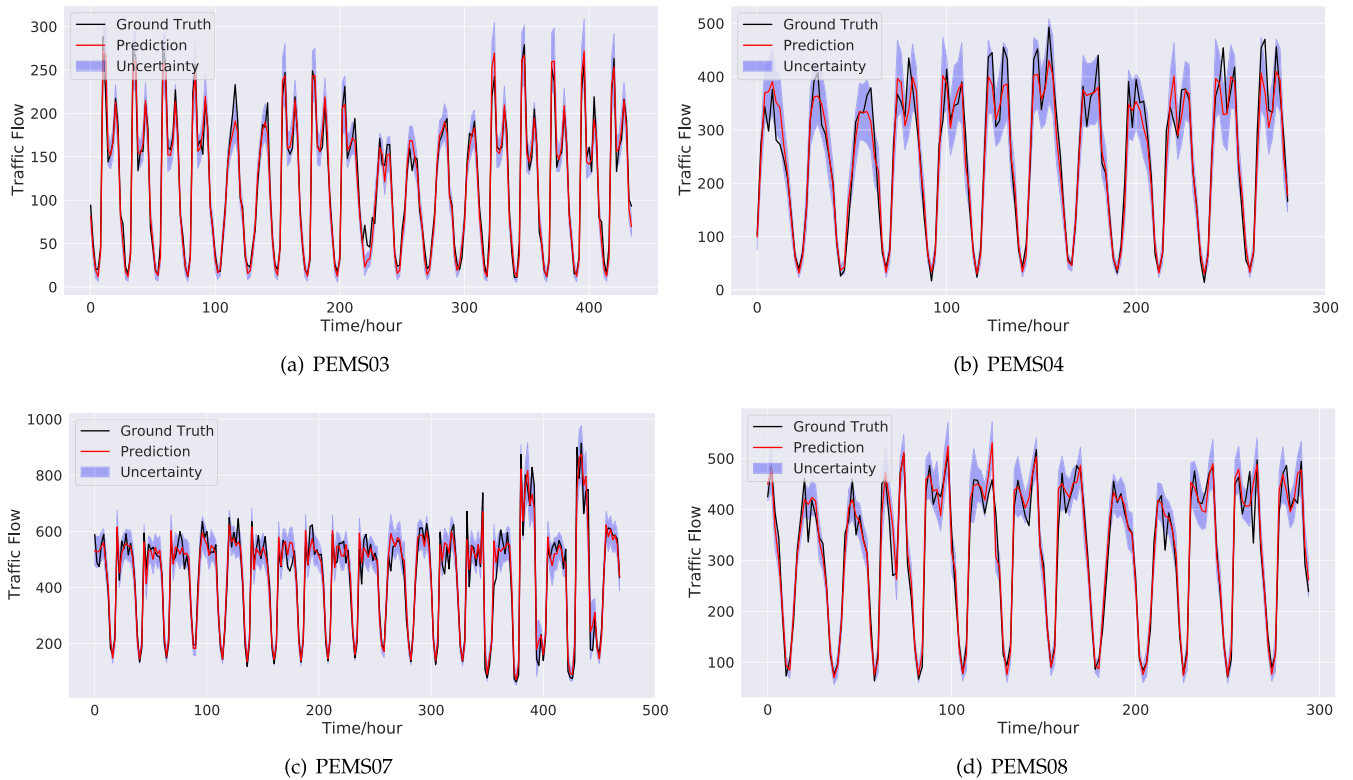 Ground Truth
Prediction
Uncertainty
300
250
200
150
100
50
0
Traffic Flow
0 100 200 300 400
Time/hour
(a) PEMS03
Ground Truth
Prediction
Uncertainty
500
400
300
200
100
0
Traffic Flow
0 100 200 300
Time/hour
(b) PEMS04
Ground Truth
Prediction
Uncertainty
1000
800
600
400
200
Traffic Flow
0 100 200 300 400 500
Time/hour
(c) PEMS07
Ground Truth
Prediction
Uncertainty
500
400
300
200
100
Traffic Flow
0 100 200 300
Time/hour
(d) PEMS08